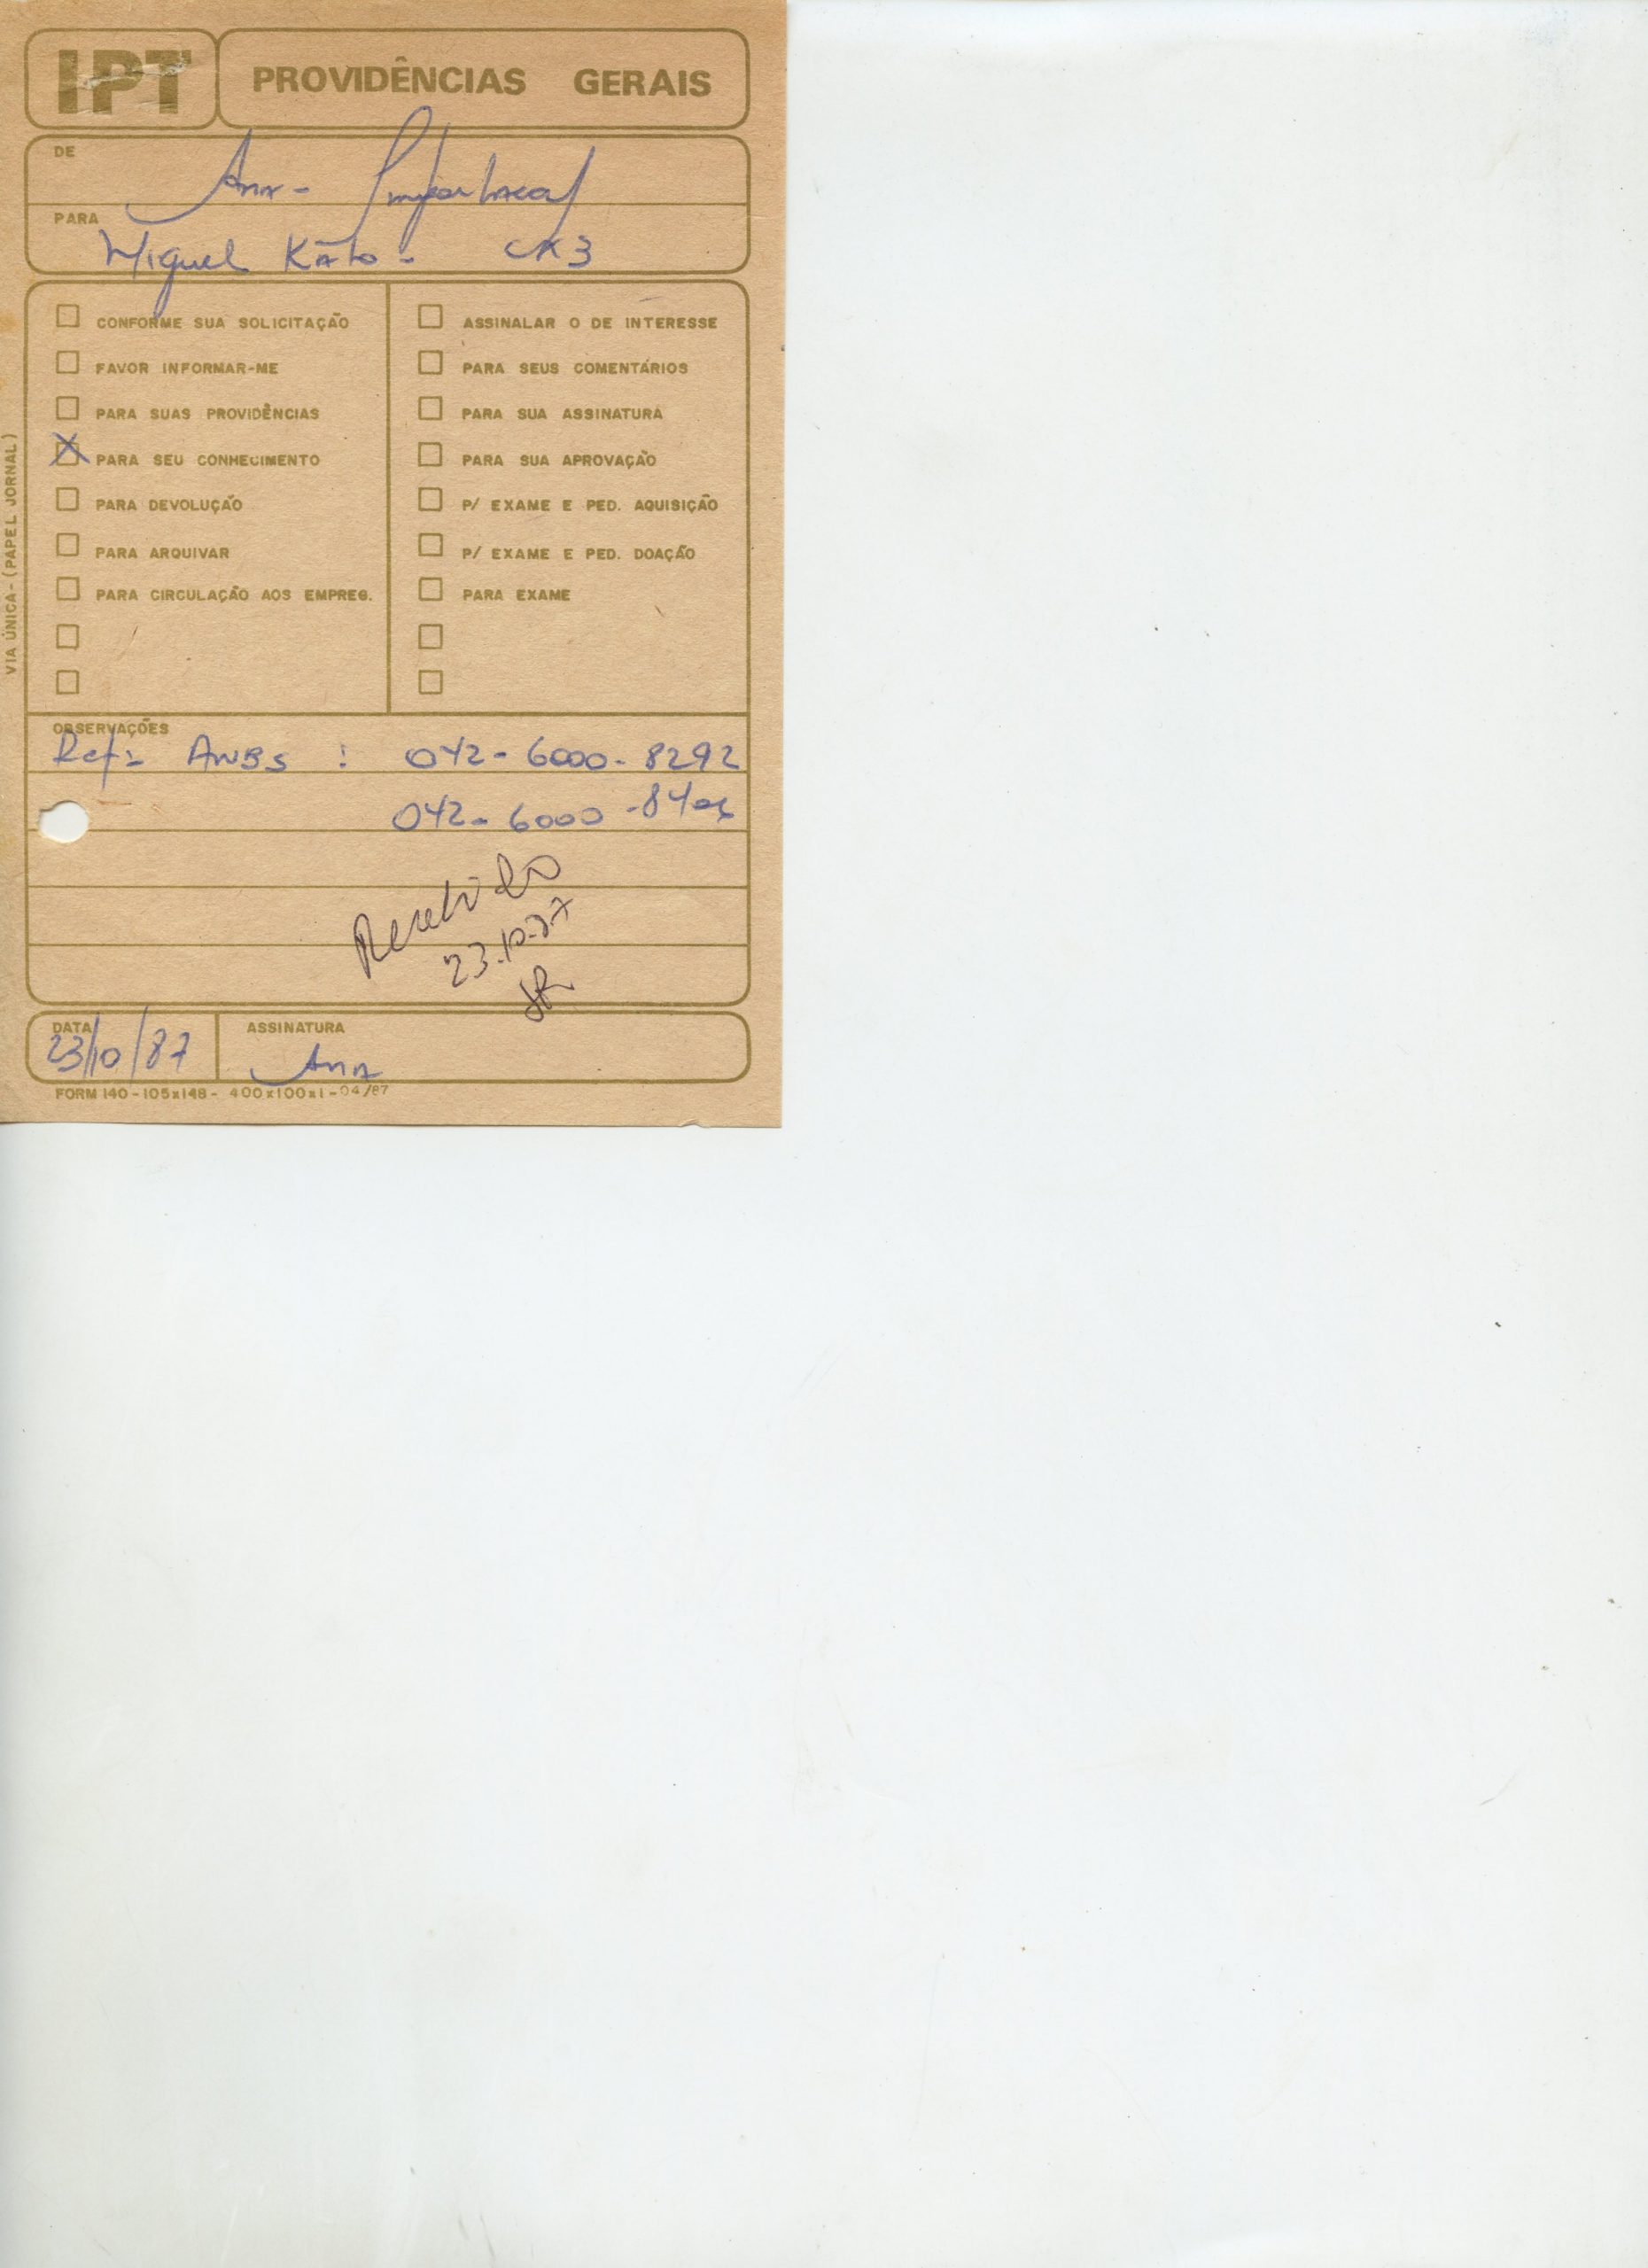 IPT PROVIDÊNCIAS GERAIS
DE
Ana - Importacao
PARA
Miguel Kato - CK3
CONFORME SUA SOLICITAÇÃO
FAVOR INFORMAR-ME
PARA SUAS PROVIDÊNCIAS
X PARA SEU CONHECIMENTO
PARA DEVOLUÇÃO
PARA ARQUIVAR
PARA CIRCULAÇÃO AOS EMPREG.
ASSINALAR O DE INTERESSE
PARA SEUS COMENTÁRIOS
PARA SUA ASSINATURA
PARA SUA APROVAÇÃO
P/ EXAME E PED. AQUISIÇÃO
P/ EXAME E PED. DOAÇÃO
PARA EXAME
VIA ÚNICA - (PAPEL JORNAL)
OBSERVAÇÕES
Ref: AWBs : 042-6000-8292
042-6000
Recebido
23.10.87
DATA
23/10/87
ASSINATURA
Ana
FORM 140-105x148- 400x100x1-04/87